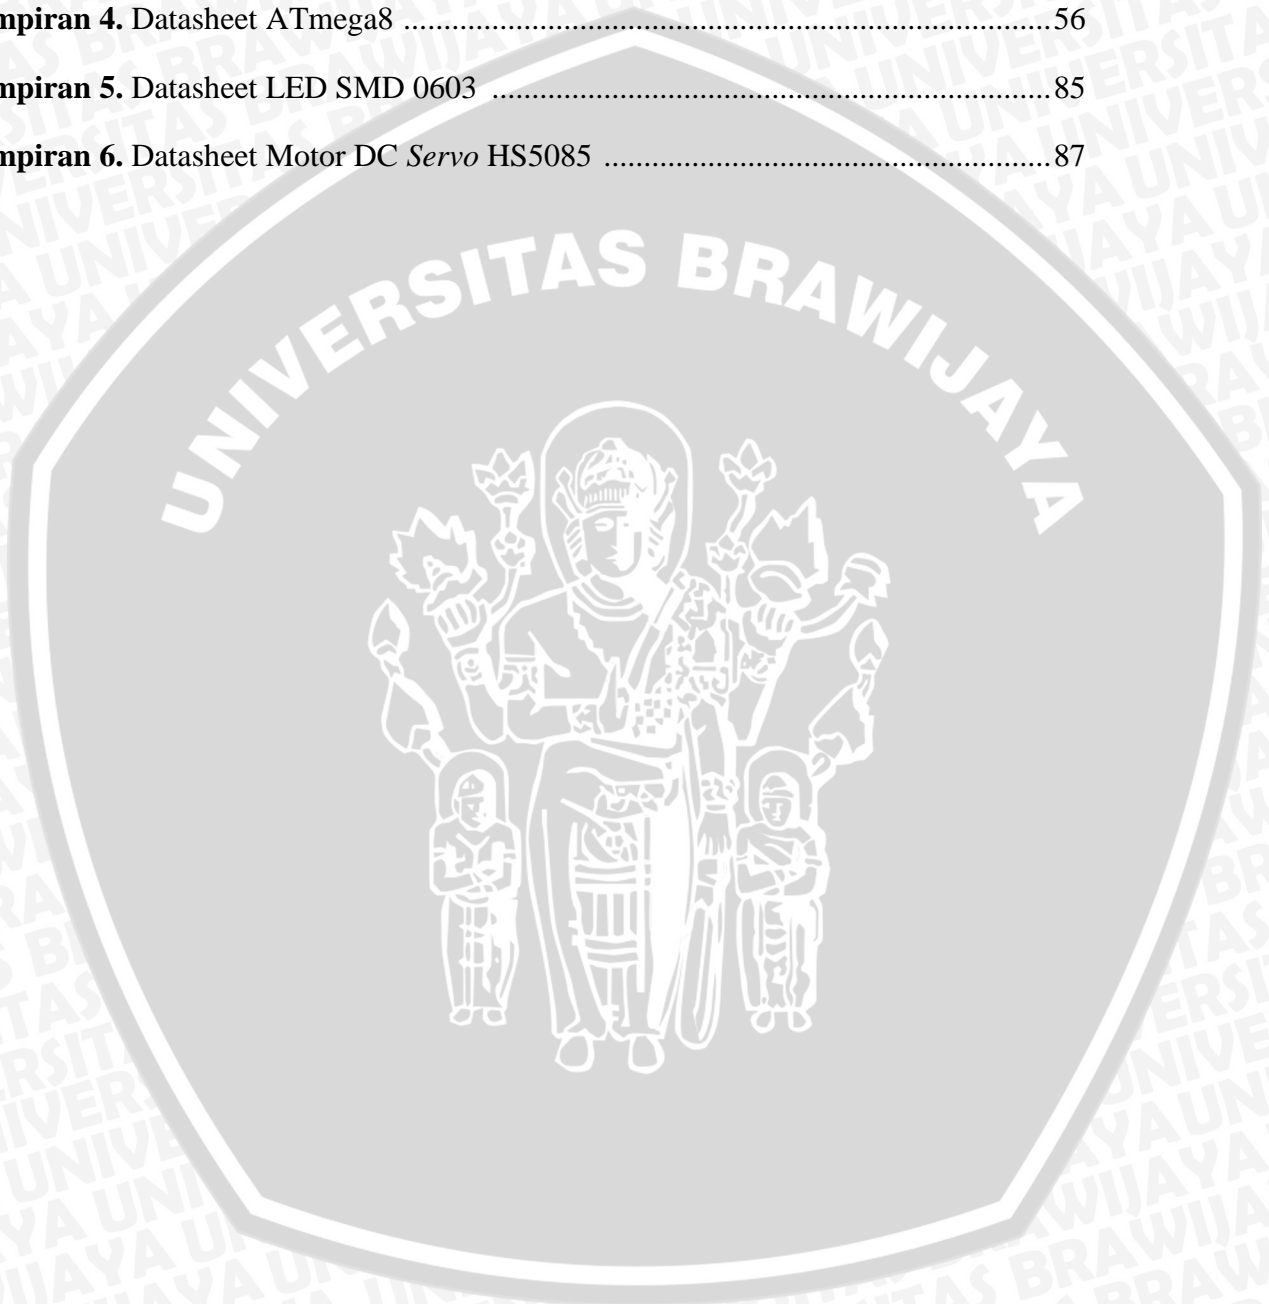 mpiran 4. Datasheet ATmega8 ................................................................................56
mpiran 5. Datasheet LED SMD 0603 .....................................................................85
mpiran 6. Datasheet Motor DC Servo HS5085 .......................................................87
UNIVERSITAS BRAWIJAYA